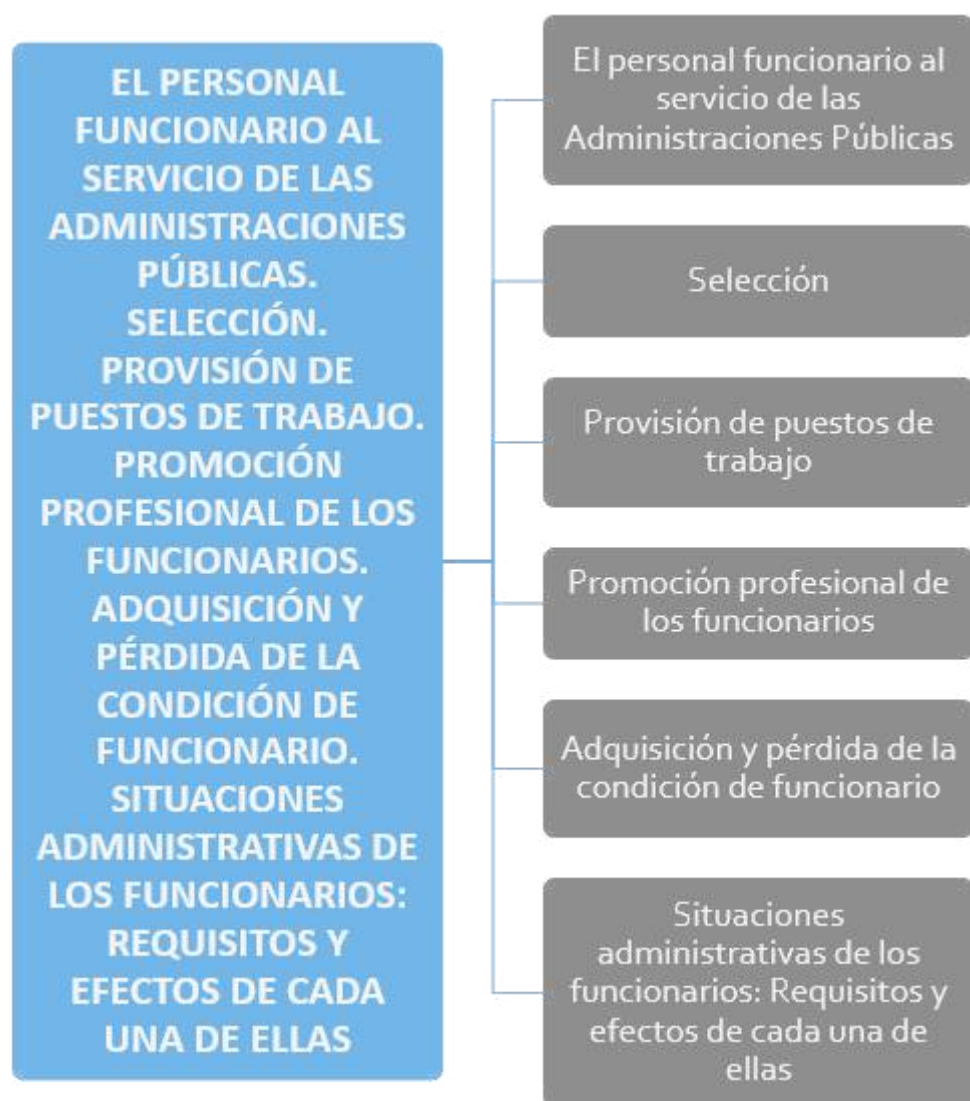 EL PERSONAL
FUNCIONARIO AL
SERVICIO DE LAS
ADMINISTRACIONES
PÚBLICAS.
SELECCIÓN.
PROVISIÓN DE
PUESTOS DE TRABAJO.
PROMOCIÓN
PROFESIONAL DE LOS
FUNCIONARIOS.
ADQUISICIÓN Y
PÉRDIDA DE LA
CONDICIÓN DE
FUNCIONARIO.
SITUACIONES
ADMINISTRATIVAS DE
LOS FUNCIONARIOS:
REQUISITOS Y
EFECTOS DE CADA
UNA DE ELLAS
El personal funcionario al
servicio de las
Administraciones Públicas
Selección
Provisión de puestos de
trabajo
Promoción profesional de
los funcionarios
Adquisición y pérdida de la
condición de funcionario
Situaciones
administrativas de los
funcionarios: Requisitos y
efectos de cada una de
ellas